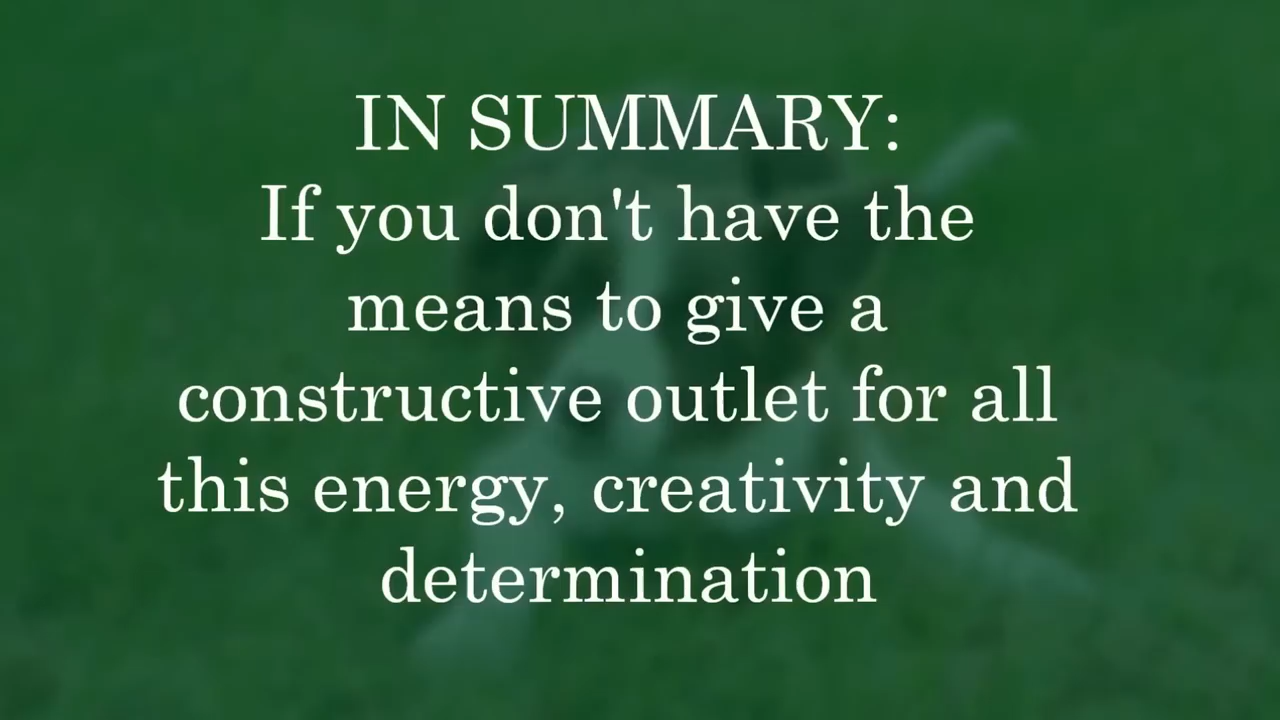 IN SUMMARY:
If you don't have the
means to give a
constructive outlet for all
this energy, creativity and
determination